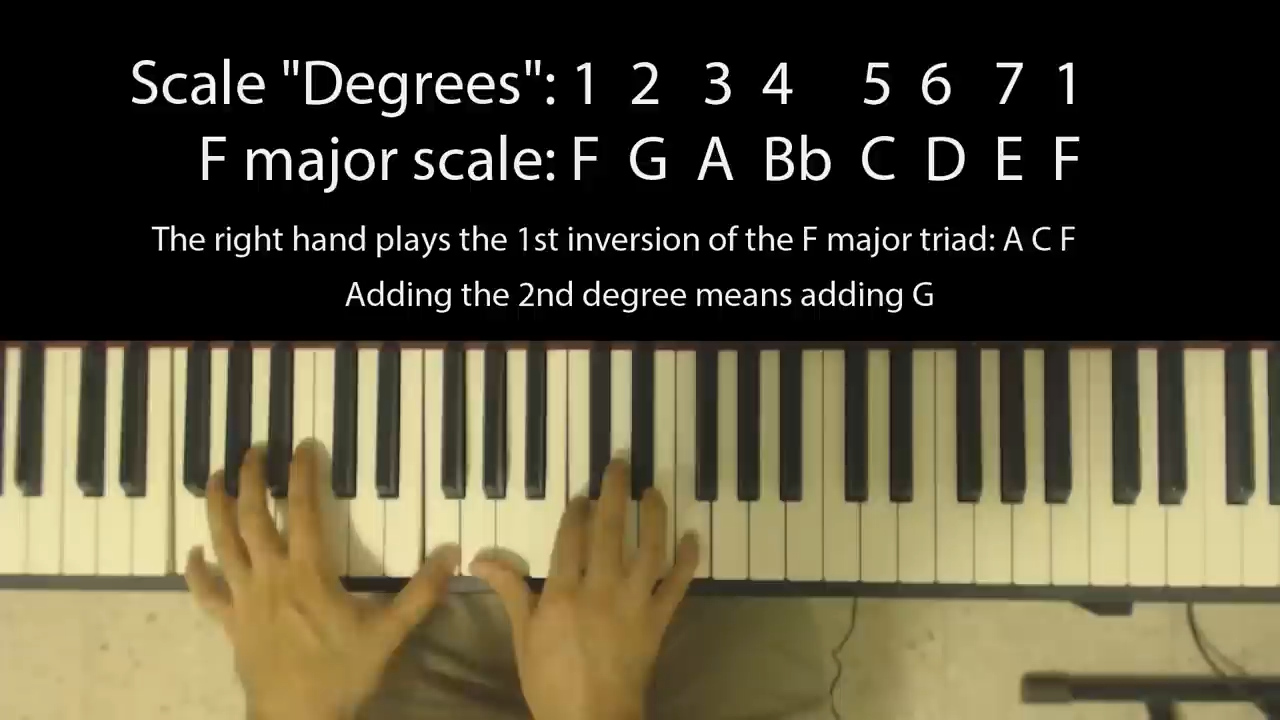 Scale "Degrees": 1 2 3 4 5 6 7 1
F major scale: F G A Bb C D E F
The right hand plays the 1st inversion of the F major triad: A C F
Adding the 2nd degree means adding G